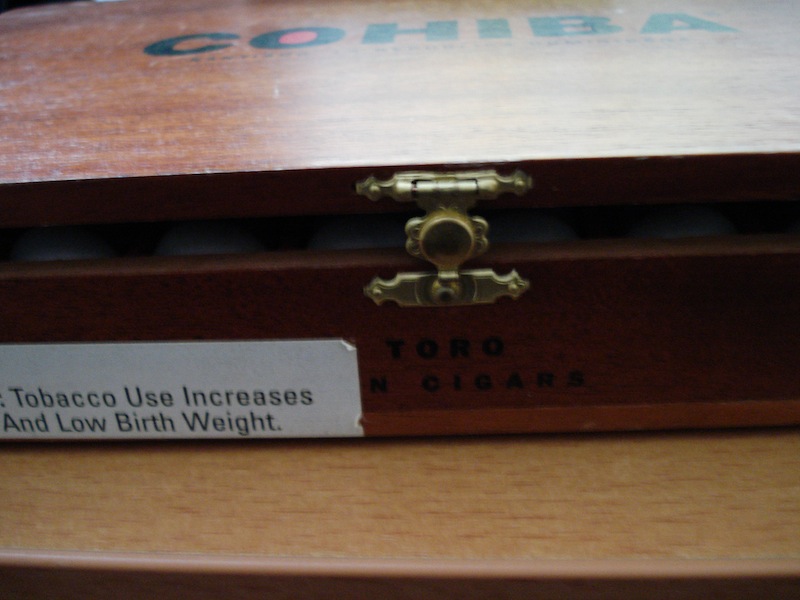 COHIBA
TORO
N CIGARS
: Tobacco Use Increases
And Low Birth Weight.